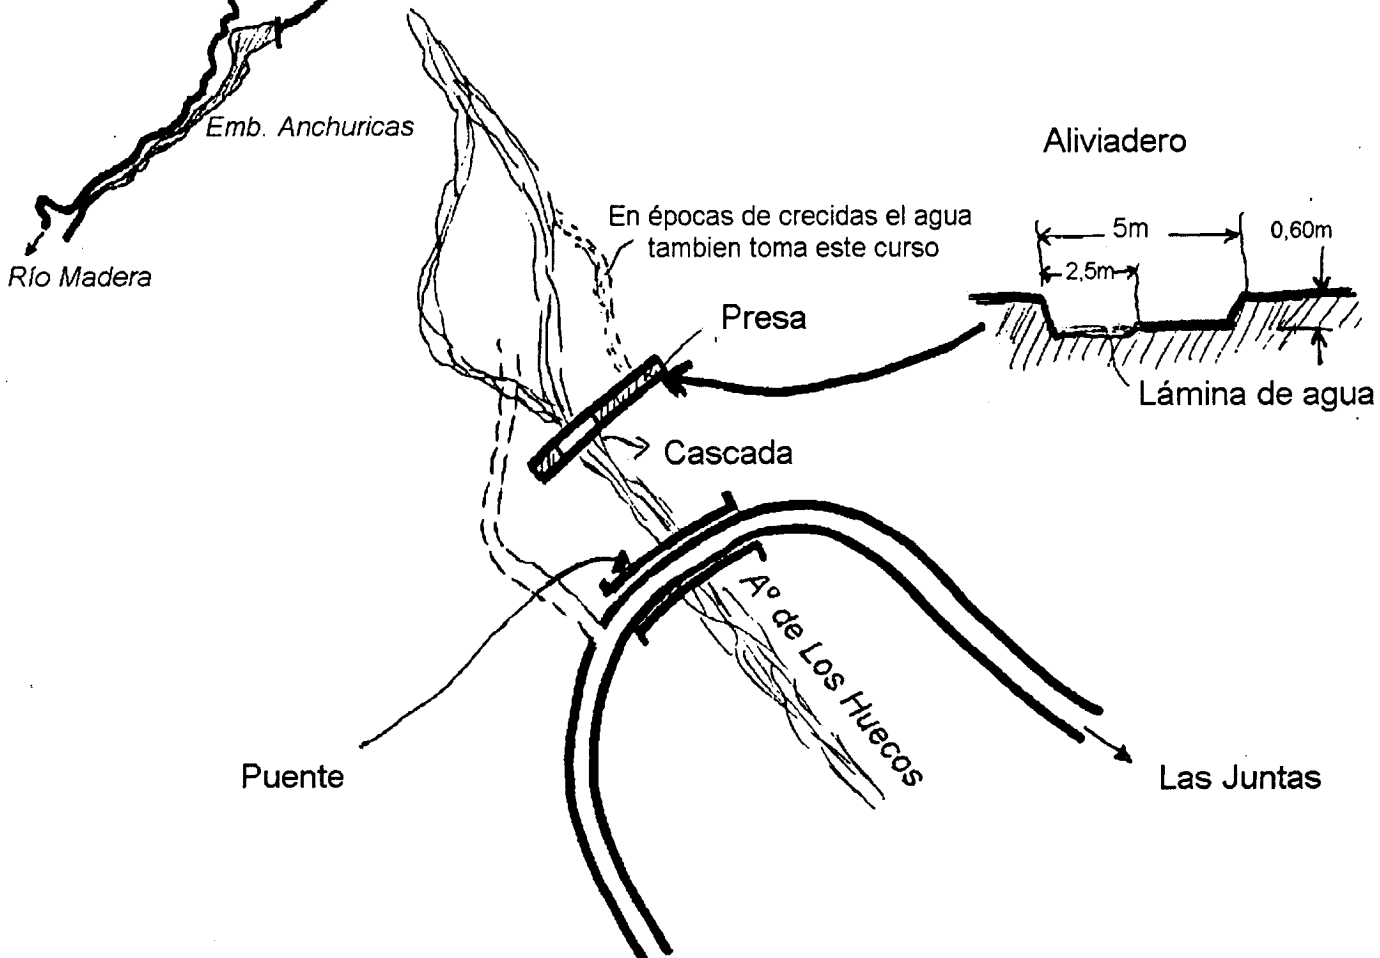 Emb. Anchuricas
Río Madera
Aliviadero
En épocas de crecidas el agua
tambien toma este curso
5m
0,60m
2,5m
Presa
Lámina de agua
Cascada
Aº de Los Huecos
Puente
Las Juntas